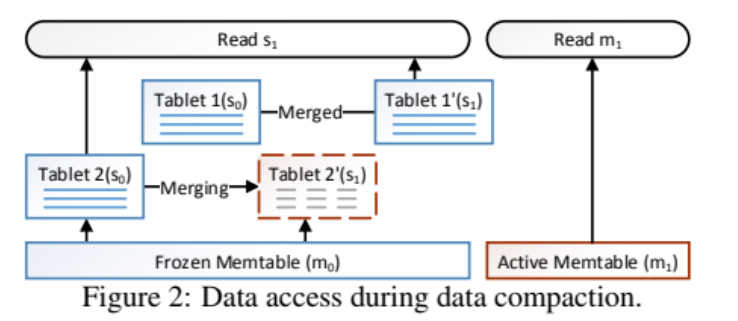 Read s₁
Read m₁
Tablet 1(s₀)
Merged
Tablet 1'(s₁)
Tablet 2(s₀)
Merging
Tablet 2'(s₁)
Frozen Memtable (m₀)
Active Memtable (m₁)
Figure 2: Data access during data compaction.